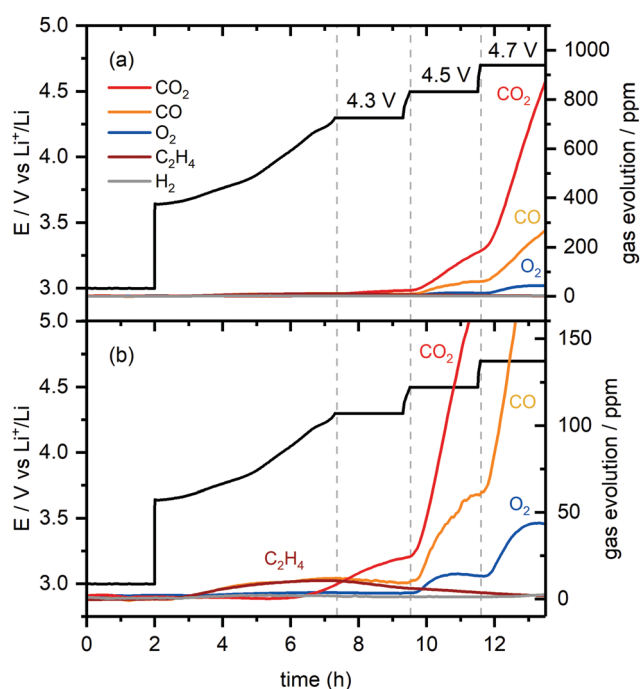 5.0
4.5
4.0
3.5
3.0
E / V vs Li⁺/Li
(a)
CO₂
CO
O₂
C₂H₄
H₂
4.3 V
4.5 V
4.7 V
CO₂
CO
O₂
1000
800
600
400
200
0
gas evolution / ppm
5.0
4.5
4.0
3.5
3.0
E / V vs Li⁺/Li
(b)
C₂H₄
CO₂
CO
O₂
150
100
50
0
gas evolution / ppm
0 2 4 6 8 10 12
time (h)